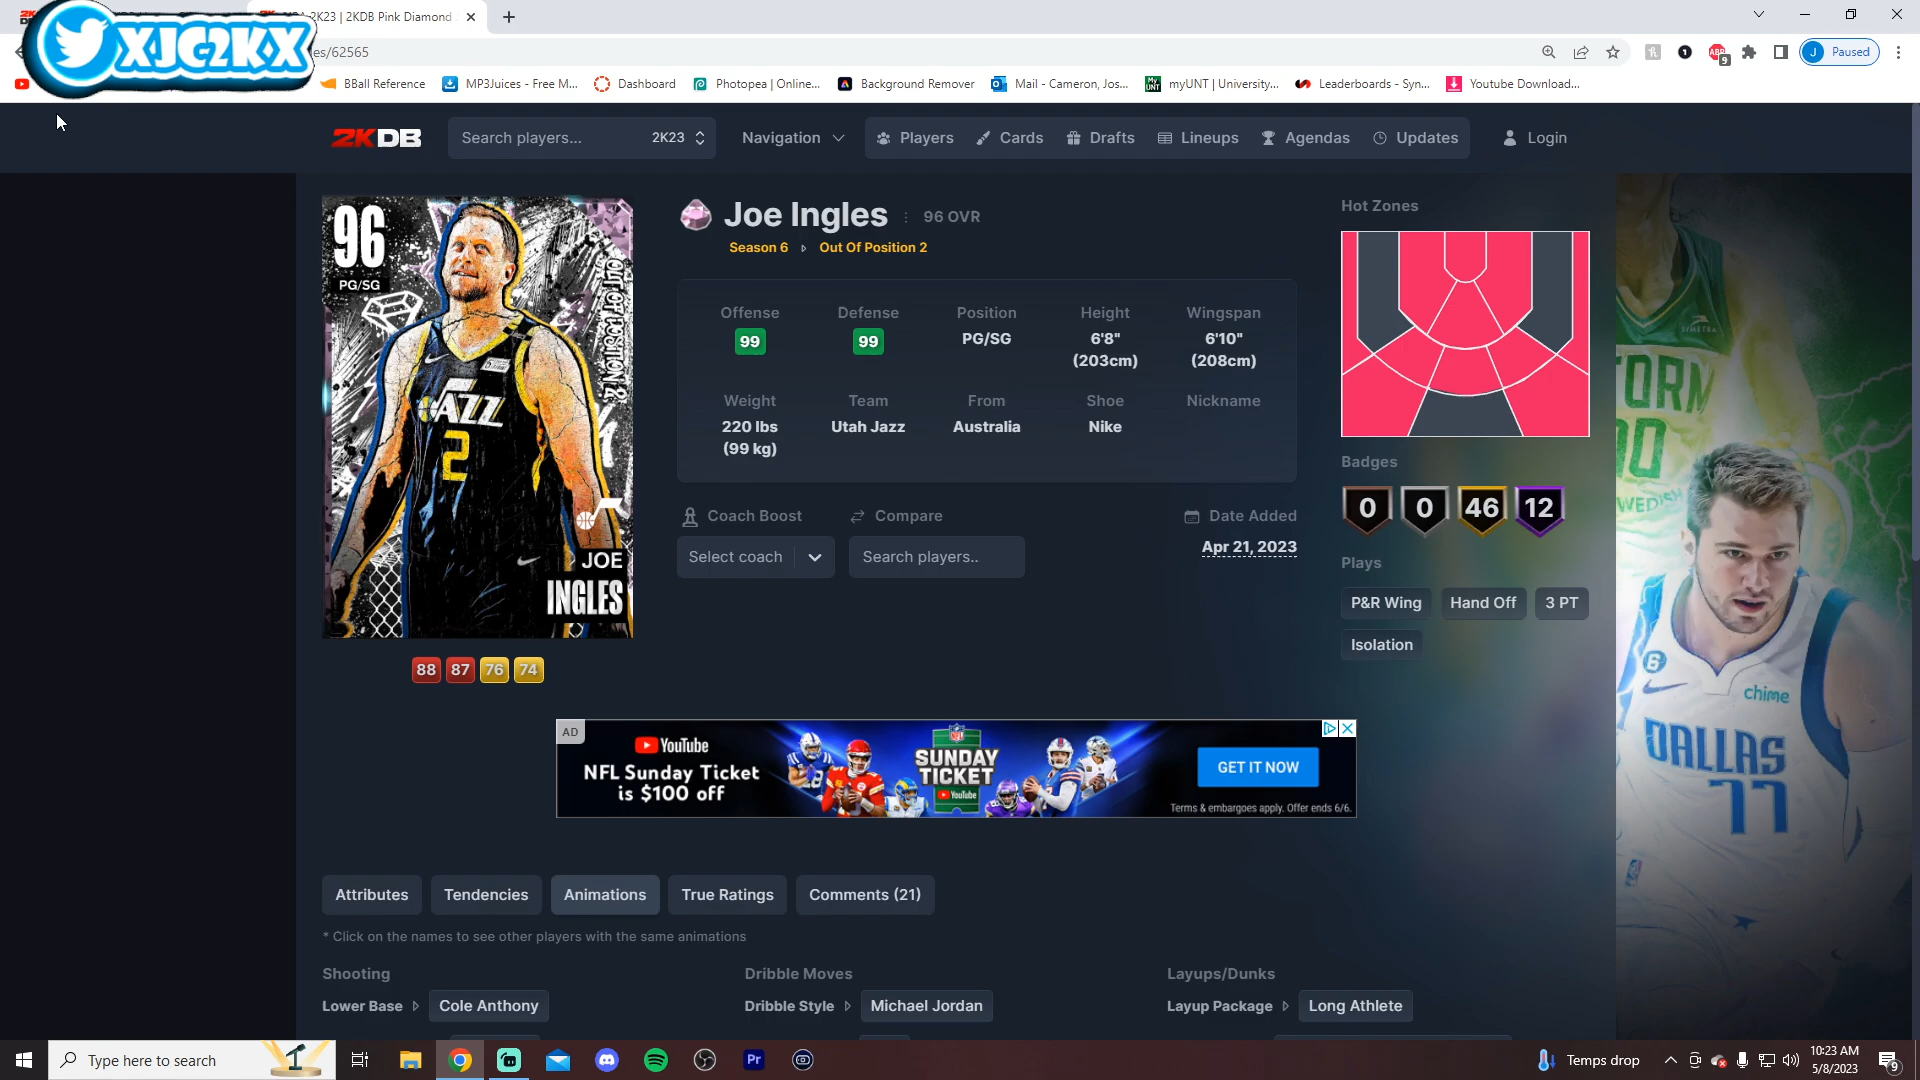 2K23 | 2KDB Pink Diamond
XJC2KX
es/62565
ABP
9
J Paused
BBall Reference
MP3Juices - Free M...
Dashboard
Photopea | Online...
Background Remover
Mail - Cameron, Jos...
myUNT | University...
Leaderboards - Syn...
Youtube Download...
2KDB
Search players...
2K23
Navigation
Players
Cards
Drafts
Lineups
Agendas
Updates
Login
96
PG/SG
OUT OF POSITION 2
JAZZ
2
JOE
INGLES
88 87 76 74
Joe Ingles : 96 OVR
Season 6 Out Of Position 2
Offense Defense Position Height Wingspan
99 99 PG/SG 6'8" 6'10"
(203cm) (208cm)
Weight Team From Shoe Nickname
220 lbs Utah Jazz Australia Nike
(99 kg)
Coach Boost Compare Date Added
Select coach Search players.. Apr 21, 2023
Hot Zones
Badges
0 0 46 12
Plays
P&R Wing Hand Off 3 PT
Isolation
AD
YouTube
NFL Sunday Ticket
is $100 off
NFL
SUNDAY
TICKET
YouTube
GET IT NOW
Terms & embargoes apply. Offer ends 6/6.
Attributes Tendencies Animations True Ratings Comments (21)
* Click on the names to see other players with the same animations
Shooting Dribble Moves Layups/Dunks
Lower Base Cole Anthony Dribble Style Michael Jordan Layup Package Long Athlete
6
chime
DALLAS
77
Type here to search
Pr
Temps drop
10:23 AM
5/8/2023
9